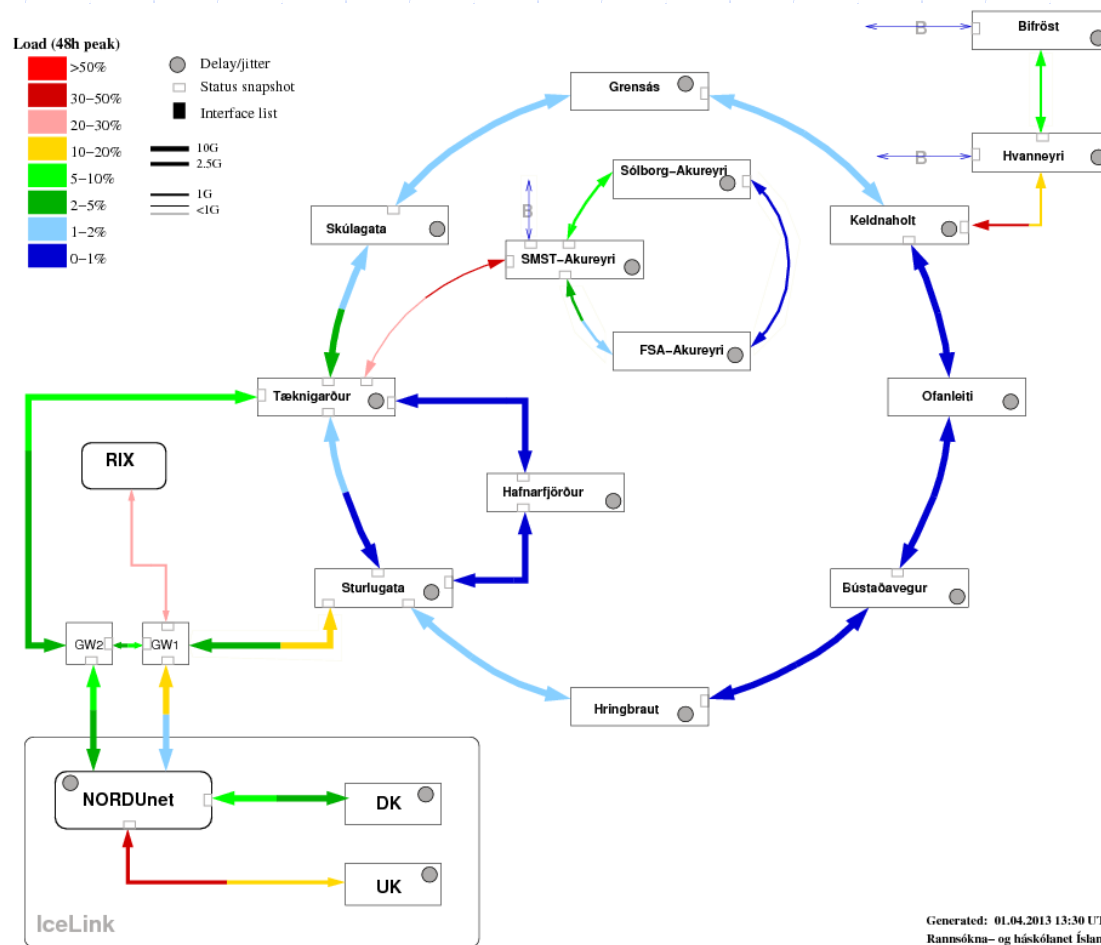 Load (48h peak)
>50%
30-50%
20-30%
10-20%
5-10%
2-5%
1-2%
0-1%
Delay/jitter
Status snapshot
Interface list
10G
2.5G
1G
<1G
B
Bifröst
B
Hvanneyri
Grensás
Sólborg-Akureyri
Skúlagata
B
SMST-Akureyri
Keldnaholt
FSA-Akureyri
Tæknigarður
Ofanleiti
RIX
Hafnarfjörður
Sturlugata
Bústaðavegur
GW2
GW1
Hringbraut
NORDUnet
DK
UK
IceLink
Generated: 01.04.2013 13:30 UT
Rannsókna- og háskólanet Íslan